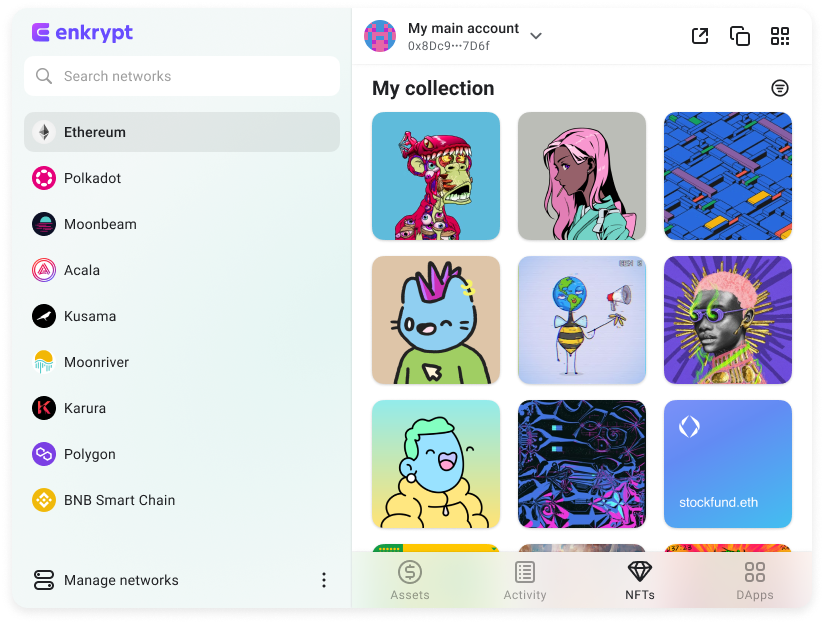 enkrypt
Search networks
Ethereum
Polkadot
Moonbeam
Acala
Kusama
Moonriver
Karura
Polygon
BNB Smart Chain
Manage networks
My main account
0x8Dc9···7D6f
My collection
stockfund.eth
Assets
Activity
NFTs
DApps